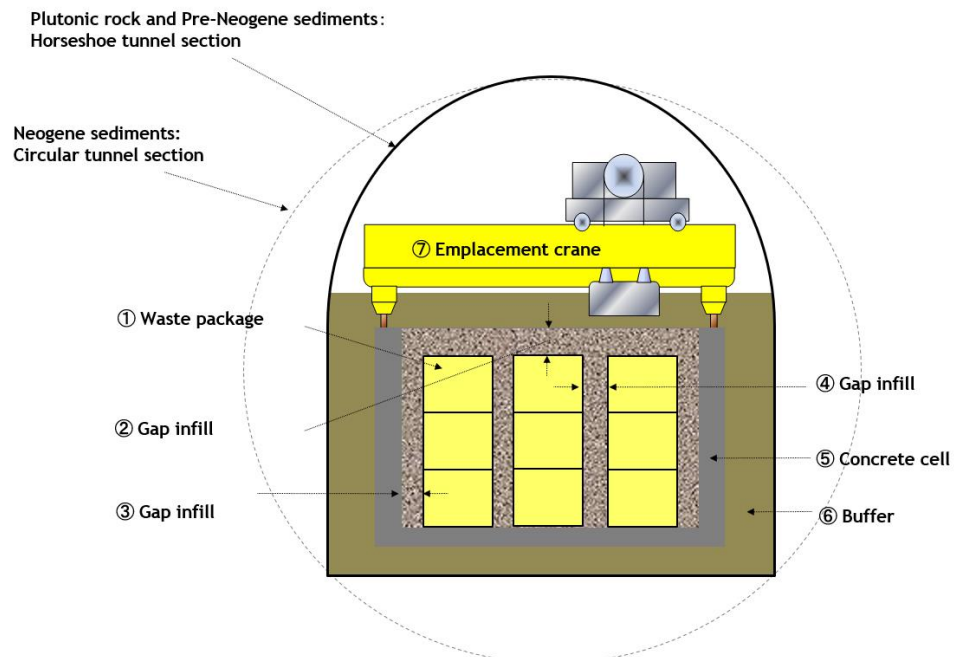 Plutonic rock and Pre-Neogene sediments:
Horseshoe tunnel section
Neogene sediments:
Circular tunnel section
⑦ Emplacement crane
① Waste package
④ Gap infill
② Gap infill
⑤ Concrete cell
③ Gap infill
⑥ Buffer